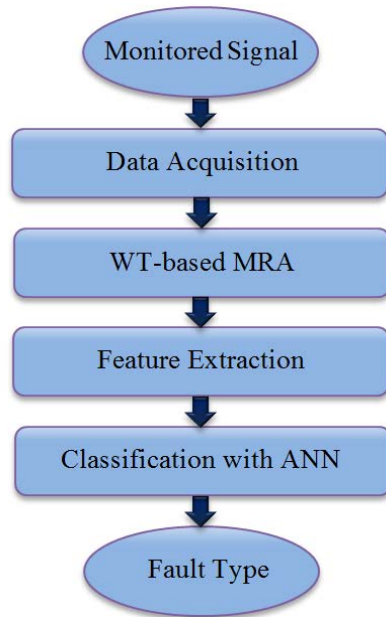 Monitored Signal
Data Acquisition
WT-based MRA
Feature Extraction
Classification with ANN
Fault Type